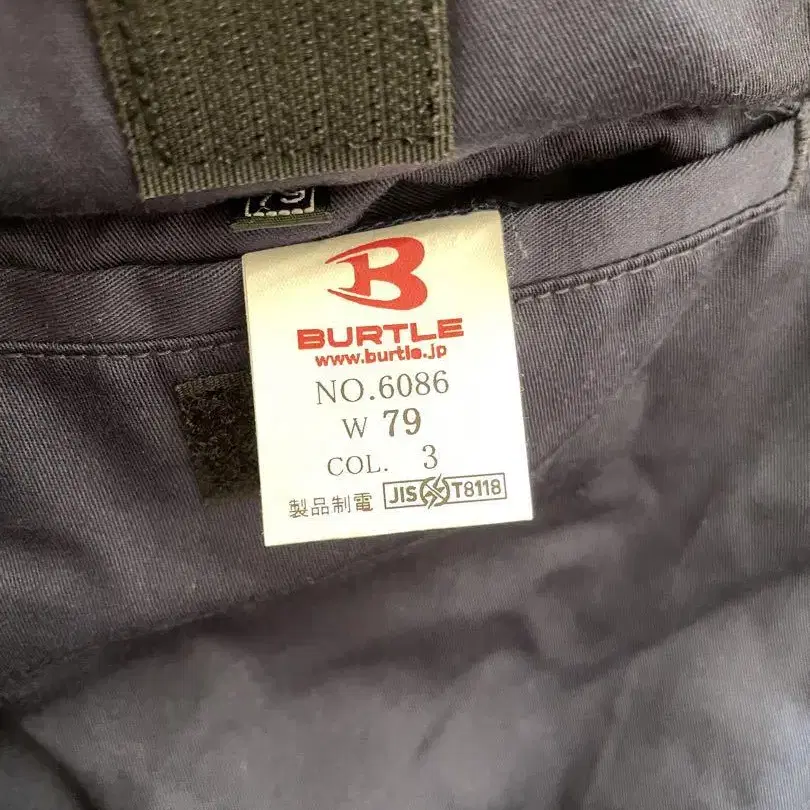 BURTLE
www.burtle.jp
NO.6086
W 79
COL. 3
製品制電 JIS T8118